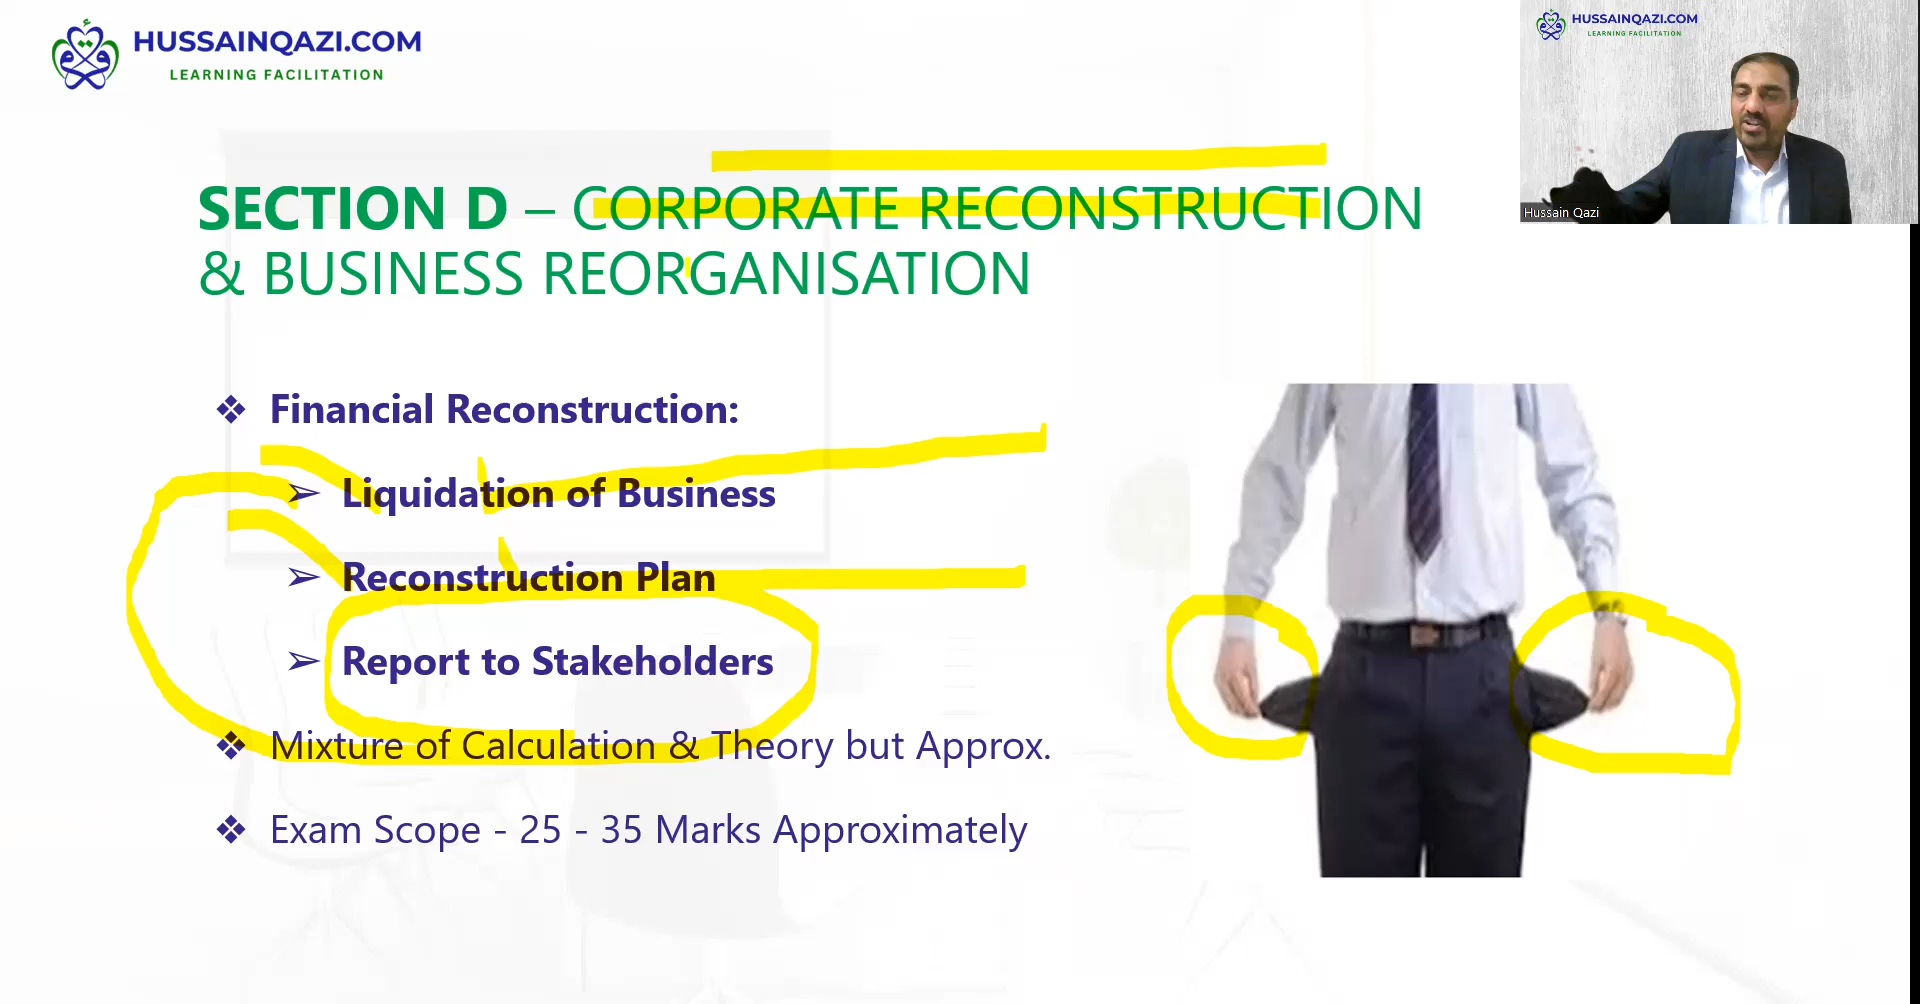 HUSSAINQAZI.COM
LEARNING FACILITATION
HUSSAINQAZI.COM
LEARNING FACILITATION
Hussain Qazi
SECTION D – CORPORATE RECONSTRUCTION
& BUSINESS REORGANISATION
❖ Financial Reconstruction:
➢ Liquidation of Business
➢ Reconstruction Plan
➢ Report to Stakeholders
❖ Mixture of Calculation & Theory but Approx.
❖ Exam Scope - 25 - 35 Marks Approximately